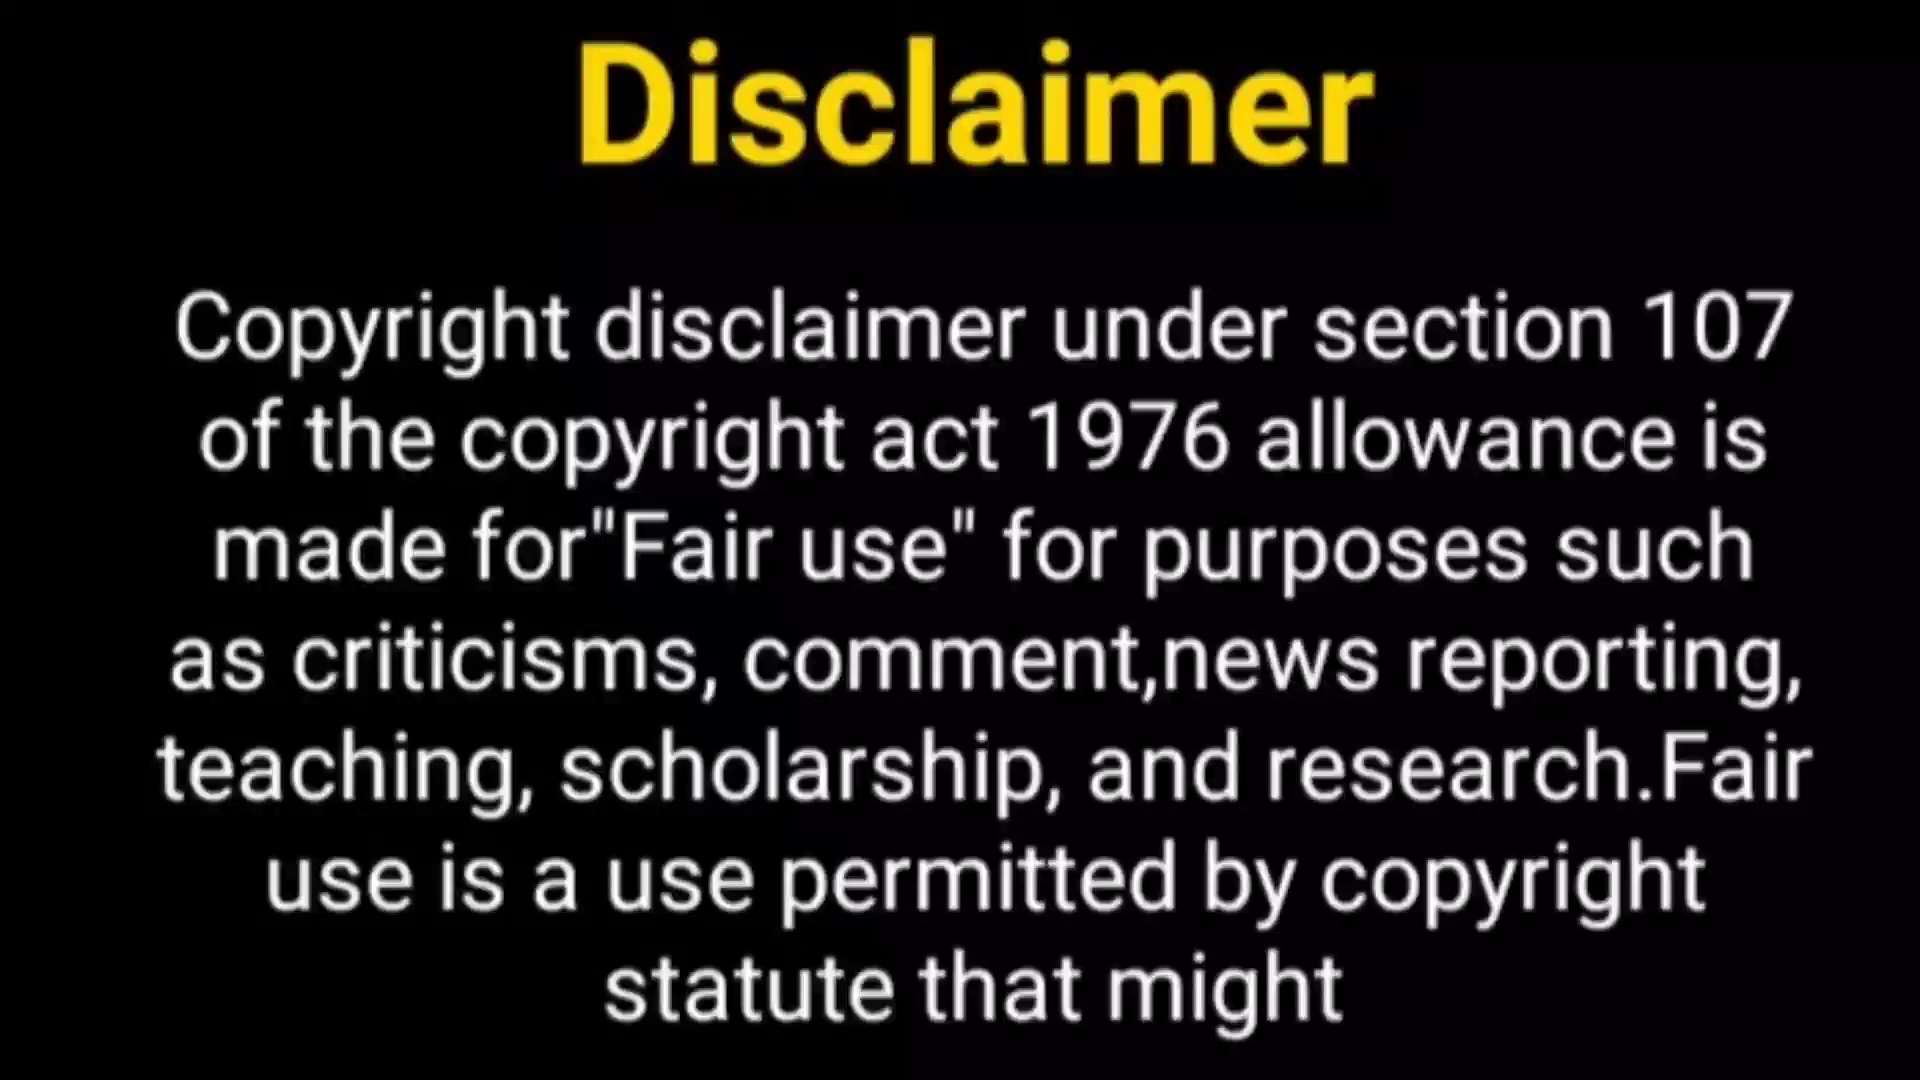 Disclaimer
Copyright disclaimer under section 107
of the copyright act 1976 allowance is
made for"Fair use" for purposes such
as criticisms, comment,news reporting,
teaching, scholarship, and research.Fair
use is a use permitted by copyright
statute that might